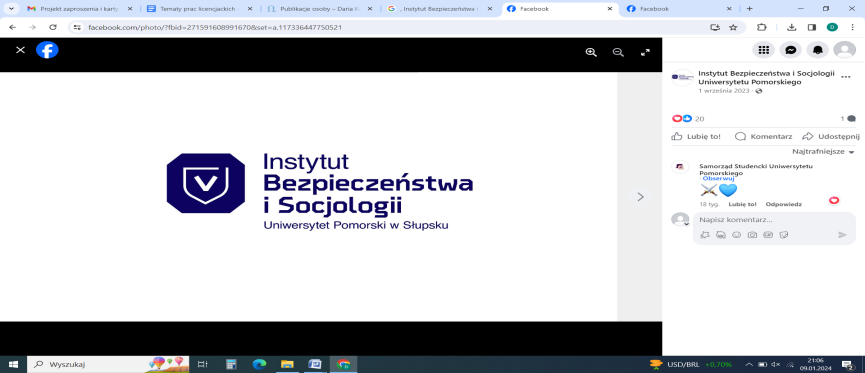 Projekt zaproszenia i karty
Tematy prac licencjackich -
Publikacje osoby – Daria
, Instytut Bezpieczeństwa i
Facebook
Facebook
facebook.com/photo/?fbid=271591608991670&set=a.117336447750521
Instytut
Bezpieczeństwa
i Socjologii
Uniwersytet Pomorski w Słupsku
Instytut Bezpieczeństwa i Socjologii
Uniwersytetu Pomorskiego
1 września 2023 ·
20
1
Lubię to!
Komentarz
Udostępnij
Najtrafniejsze
Samorząd Studencki Uniwersytetu
Pomorskiego
Obserwuj
18 tyg. Lubię to! Odpowiedz
Napisz komentarz...
GIF
Wyszukaj
USD/BRL +0,70%
21:06
09.01.2024